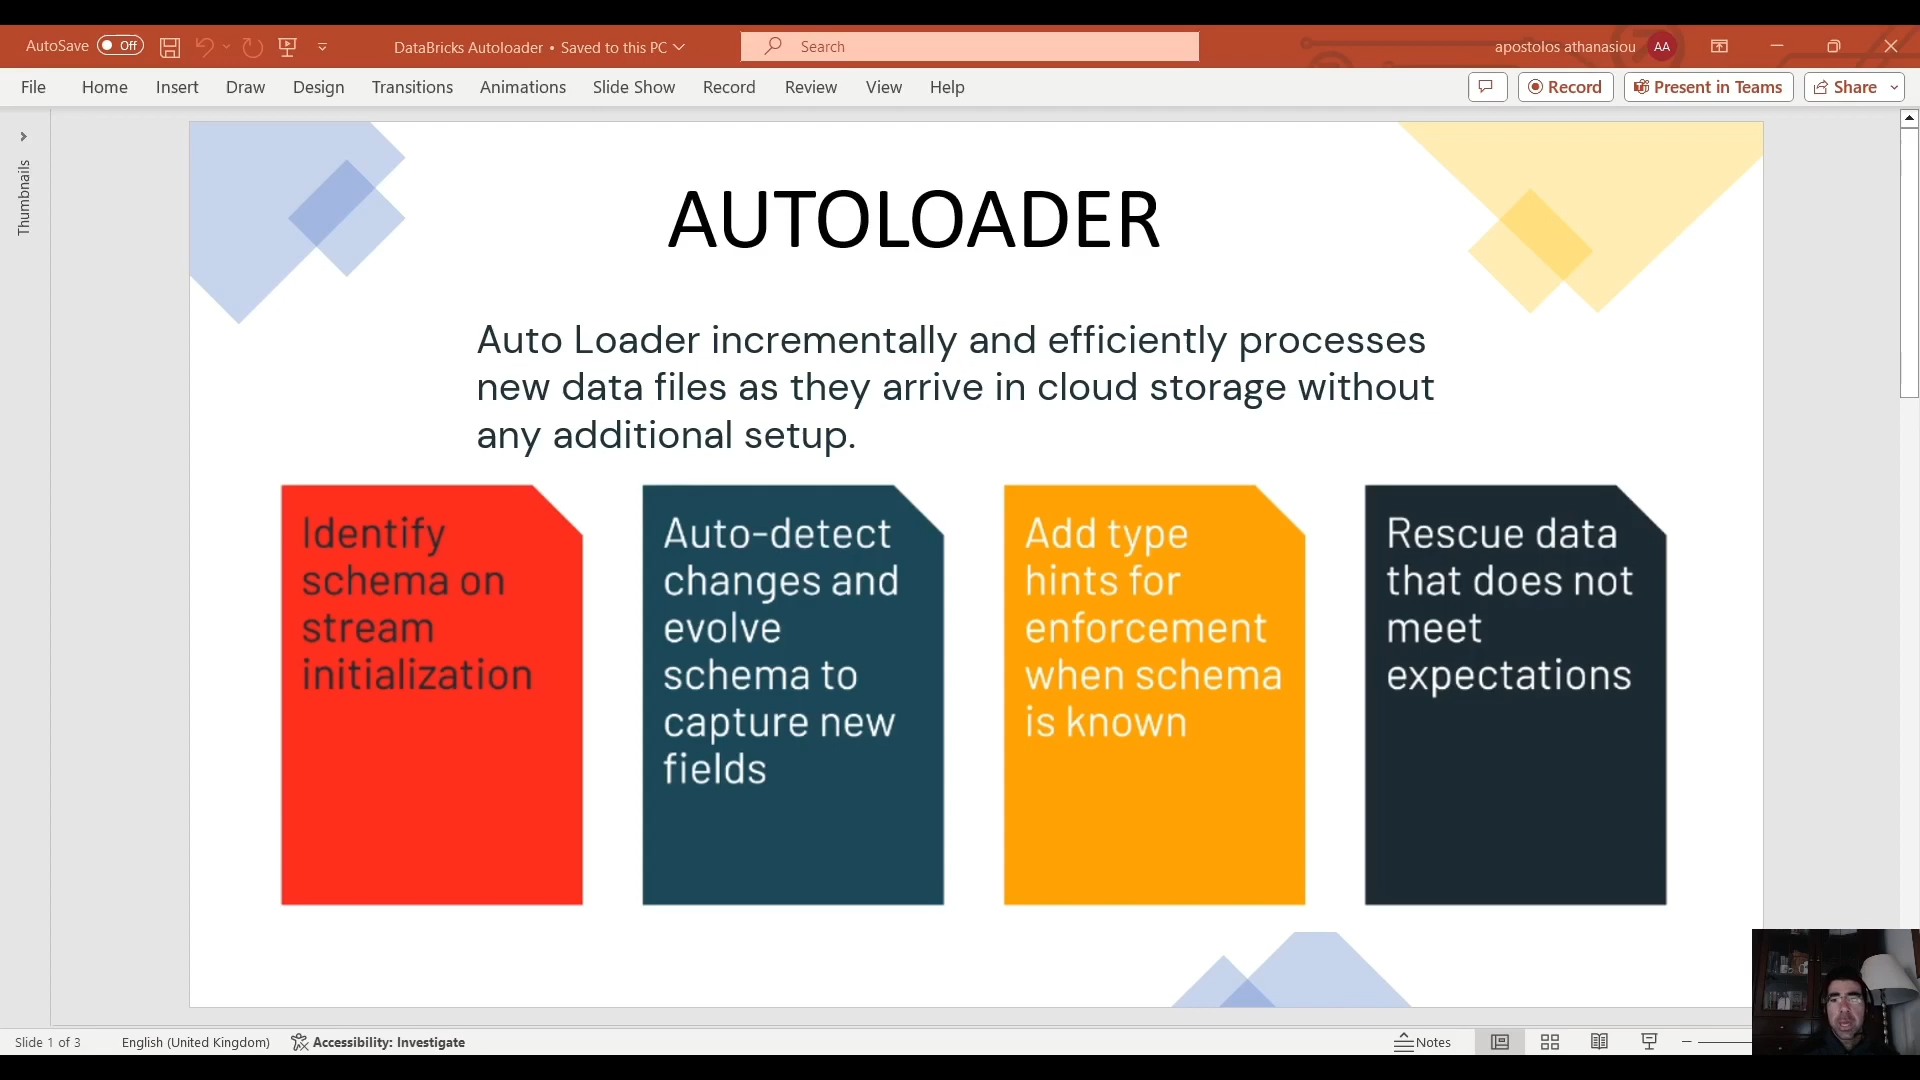 AutoSave Off DataBricks Autoloader • Saved to this PC Search apostolos athanasiou AA
File Home Insert Draw Design Transitions Animations Slide Show Record Review View Help Record Present in Teams Share
Thumbnails
AUTOLOADER
Auto Loader incrementally and efficiently processes
new data files as they arrive in cloud storage without
any additional setup.
Identify
schema on
stream
initialization
Auto-detect
changes and
evolve
schema to
capture new
fields
Add type
hints for
enforcement
when schema
is known
Rescue data
that does not
meet
expectations
Slide 1 of 3 English (United Kingdom) Accessibility: Investigate Notes